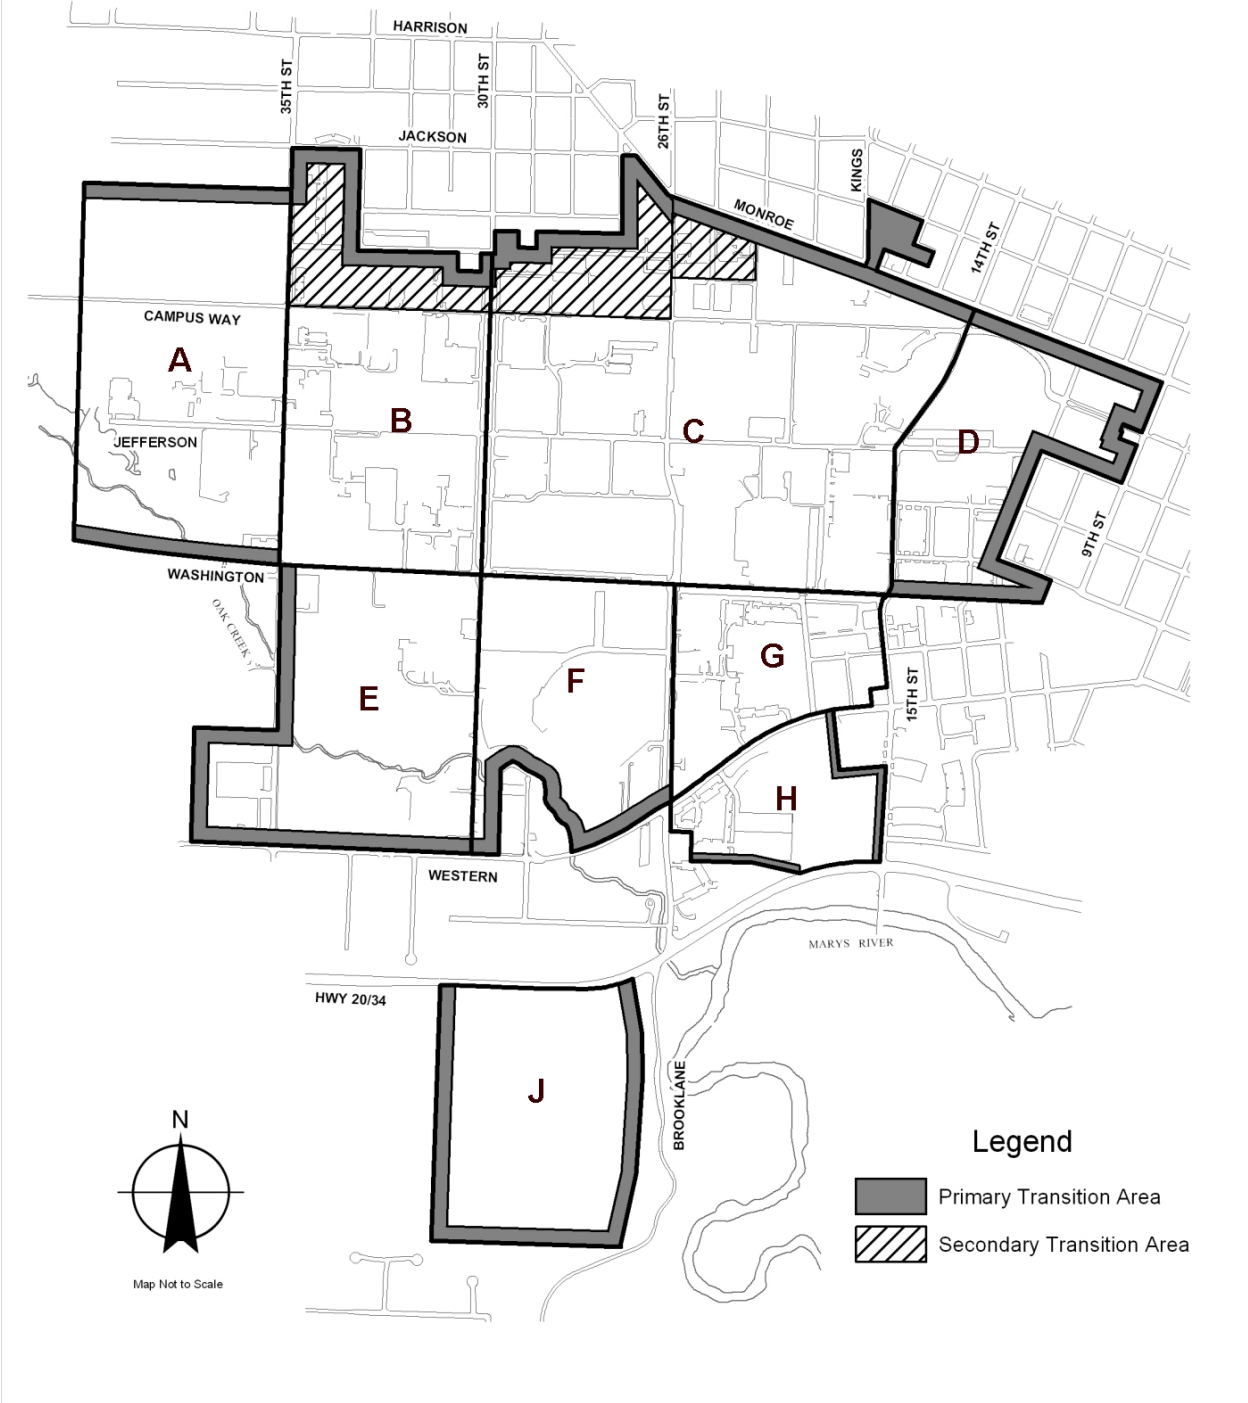 HARRISON
35TH ST
30TH ST
26TH ST
JACKSON
KINGS
MONROE
14TH ST
CAMPUS WAY
A
B
C
D
JEFFERSON
9TH ST
WASHINGTON
OAK CREEK
G
E
F
15TH ST
H
WESTERN
MARYS RIVER
HWY 20/34
J
BROOKLANE
N
Map Not to Scale
Legend
Primary Transition Area
Secondary Transition Area